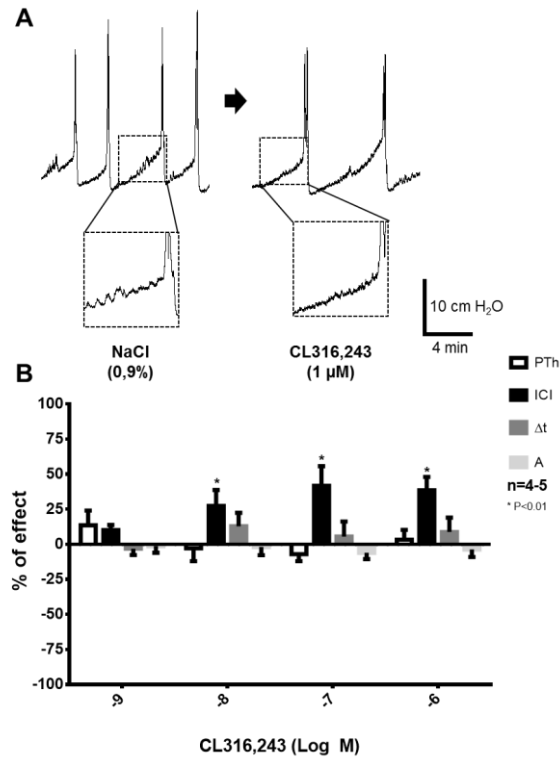 A
10 cm H₂O
4 min
NaCl
(0,9%)
CL316,243
(1 µM)
PTh
ICI
Δt
A
n=4-5
* P<0.01
B
% of effect
100
75
50
25
0
-25
-50
-75
-100
*
*
*
-9
-8
-7
-6
CL316,243 (Log M)